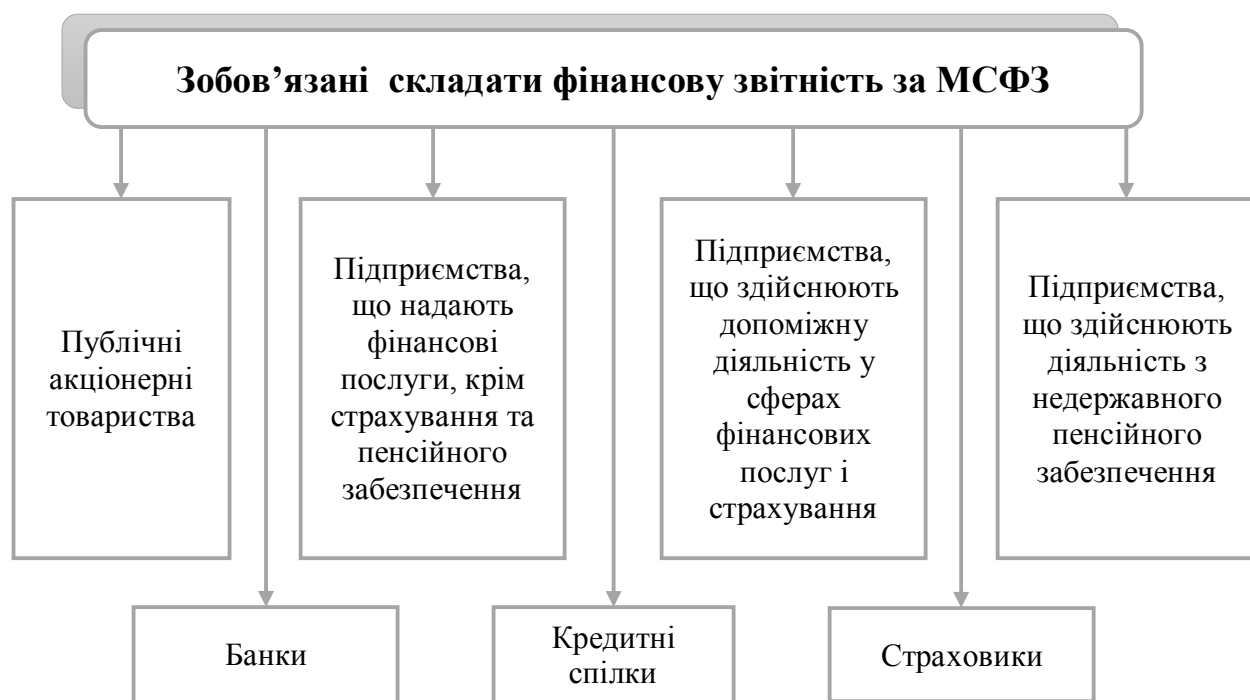 Зобов’язані складати фінансову звітність за МСФЗ
Публічні
акціонерні
товариства
Підприємства,
що надають
фінансові
послуги, крім
страхування та
пенсійного
забезпечення
Підприємства,
що здійснюють
допоміжну
діяльність у
сферах
фінансових
послуг і
страхування
Підприємства,
що здійснюють
діяльність з
недержавного
пенсійного
забезпечення
Банки
Кредитні
спілки
Страховики